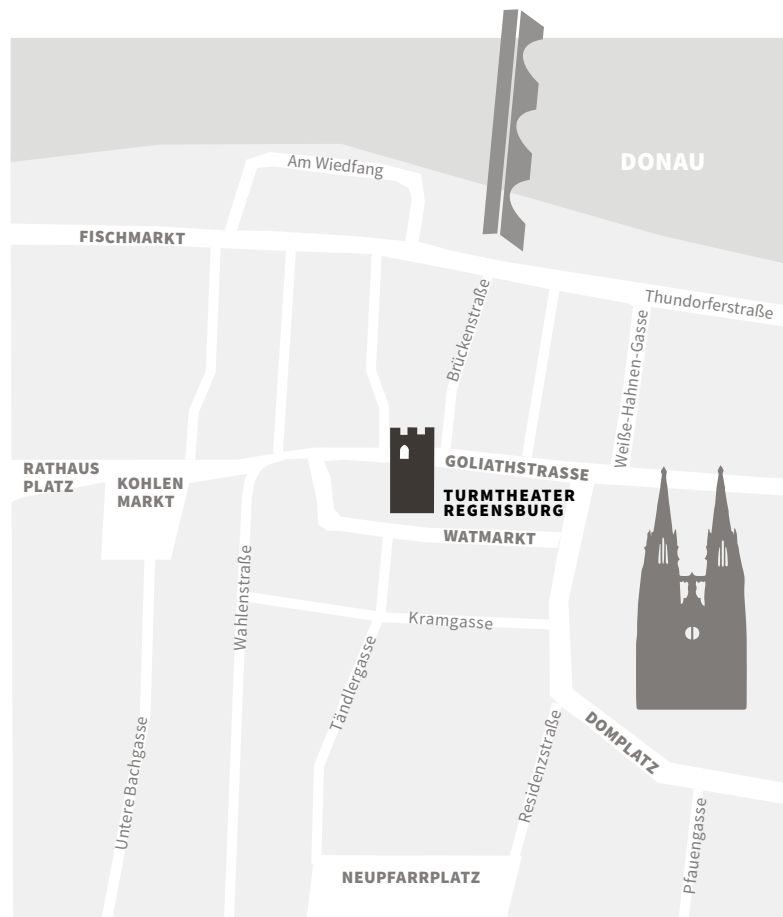 DONAU
Am Wiedfang
FISCHMARKT
Thundorferstraße
Brückenstraße
Weiße-Hahnen-Gasse
RATHAUS
PLATZ
KOHLEN
MARKT
GOLIATHSTRASSE
TURMTHEATER
REGENSBURG
WATMARKT
Wahlenstraße
Kramgasse
Tändlergasse
Untere Bachgasse
Residenzstraße
DOMPLATZ
Pfauengasse
NEUPFARRPLATZ